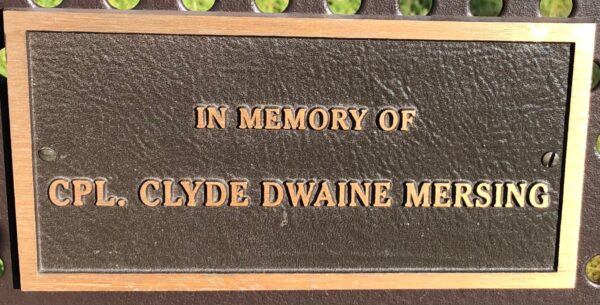 IN MEMORY OF
CPL. CLYDE DWAINE MERSING